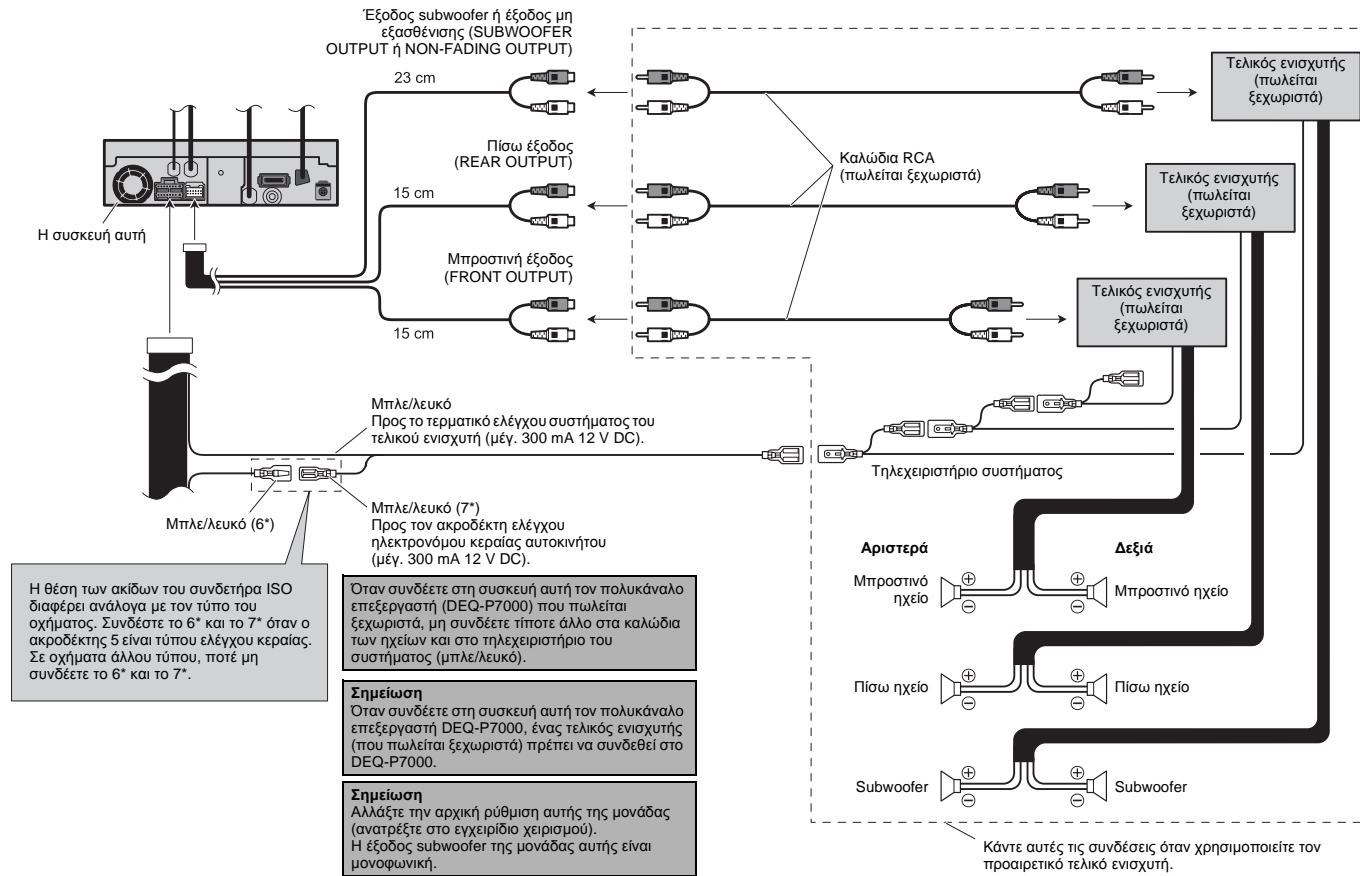 Έξοδος subwoofer ή έξοδος μη
εξασθένισης (SUBWOOFER
OUTPUT ή NON-FADING OUTPUT)
23 cm
Τελικός ενισχυτής
(πωλείται
ξεχωριστά)
Πίσω έξοδος
(REAR OUTPUT)
15 cm
Καλώδια RCA
(πωλείται ξεχωριστά)
Τελικός ενισχυτής
(πωλείται
ξεχωριστά)
Η συσκευή αυτή
Μπροστινή έξοδος
(FRONT OUTPUT)
15 cm
Τελικός ενισχυτής
(πωλείται
ξεχωριστά)
Μπλε/λευκό
Προς το τερματικό ελέγχου συστήματος του
τελικού ενισχυτή (μέγ. 300 mA 12 V DC).
Τηλεχειριστήριο συστήματος
Μπλε/λευκό (6*)
Μπλε/λευκό (7*)
Προς τον ακροδέκτη ελέγχου
ηλεκτρονόμου κεραίας αυτοκινήτου
(μέγ. 300 mA 12 V DC).
Η θέση των ακίδων του συνδετήρα ISO
διαφέρει ανάλογα με τον τύπο του
οχήματος. Συνδέστε το 6* και το 7* όταν ο
ακροδέκτης 5 είναι τύπου ελέγχου κεραίας.
Σε οχήματα άλλου τύπου, ποτέ μη
συνδέετε το 6* και το 7*.
Όταν συνδέετε στη συσκευή αυτή τον πολυκάναλο
επεξεργαστή (DEQ-P7000) που πωλείται
ξεχωριστά, μη συνδέετε τίποτε άλλο στα καλώδια
των ηχείων και στο τηλεχειριστήριο του
συστήματος (μπλε/λευκό).
Σημείωση
Όταν συνδέετε στη συσκευή αυτή τον πολυκάναλο
επεξεργαστή DEQ-P7000, ένας τελικός ενισχυτής
(που πωλείται ξεχωριστά) πρέπει να συνδεθεί στο
DEQ-P7000.
Σημείωση
Αλλάξτε την αρχική ρύθμιση αυτής της μονάδας
(ανατρέξτε στο εγχειρίδιο χειρισμού).
Η έξοδος subwoofer της μονάδας αυτής είναι
μονοφωνική.
Αριστερά
Δεξιά
Μπροστινό
ηχείο
⊕
⊖
⊕
⊖
Μπροστινό ηχείο
Πίσω ηχείο
⊕
⊖
⊕
⊖
Πίσω ηχείο
Subwoofer
⊕
⊖
⊕
⊖
Subwoofer
Κάντε αυτές τις συνδέσεις όταν χρησιμοποιείτε τον
προαιρετικό τελικό ενισχυτή.